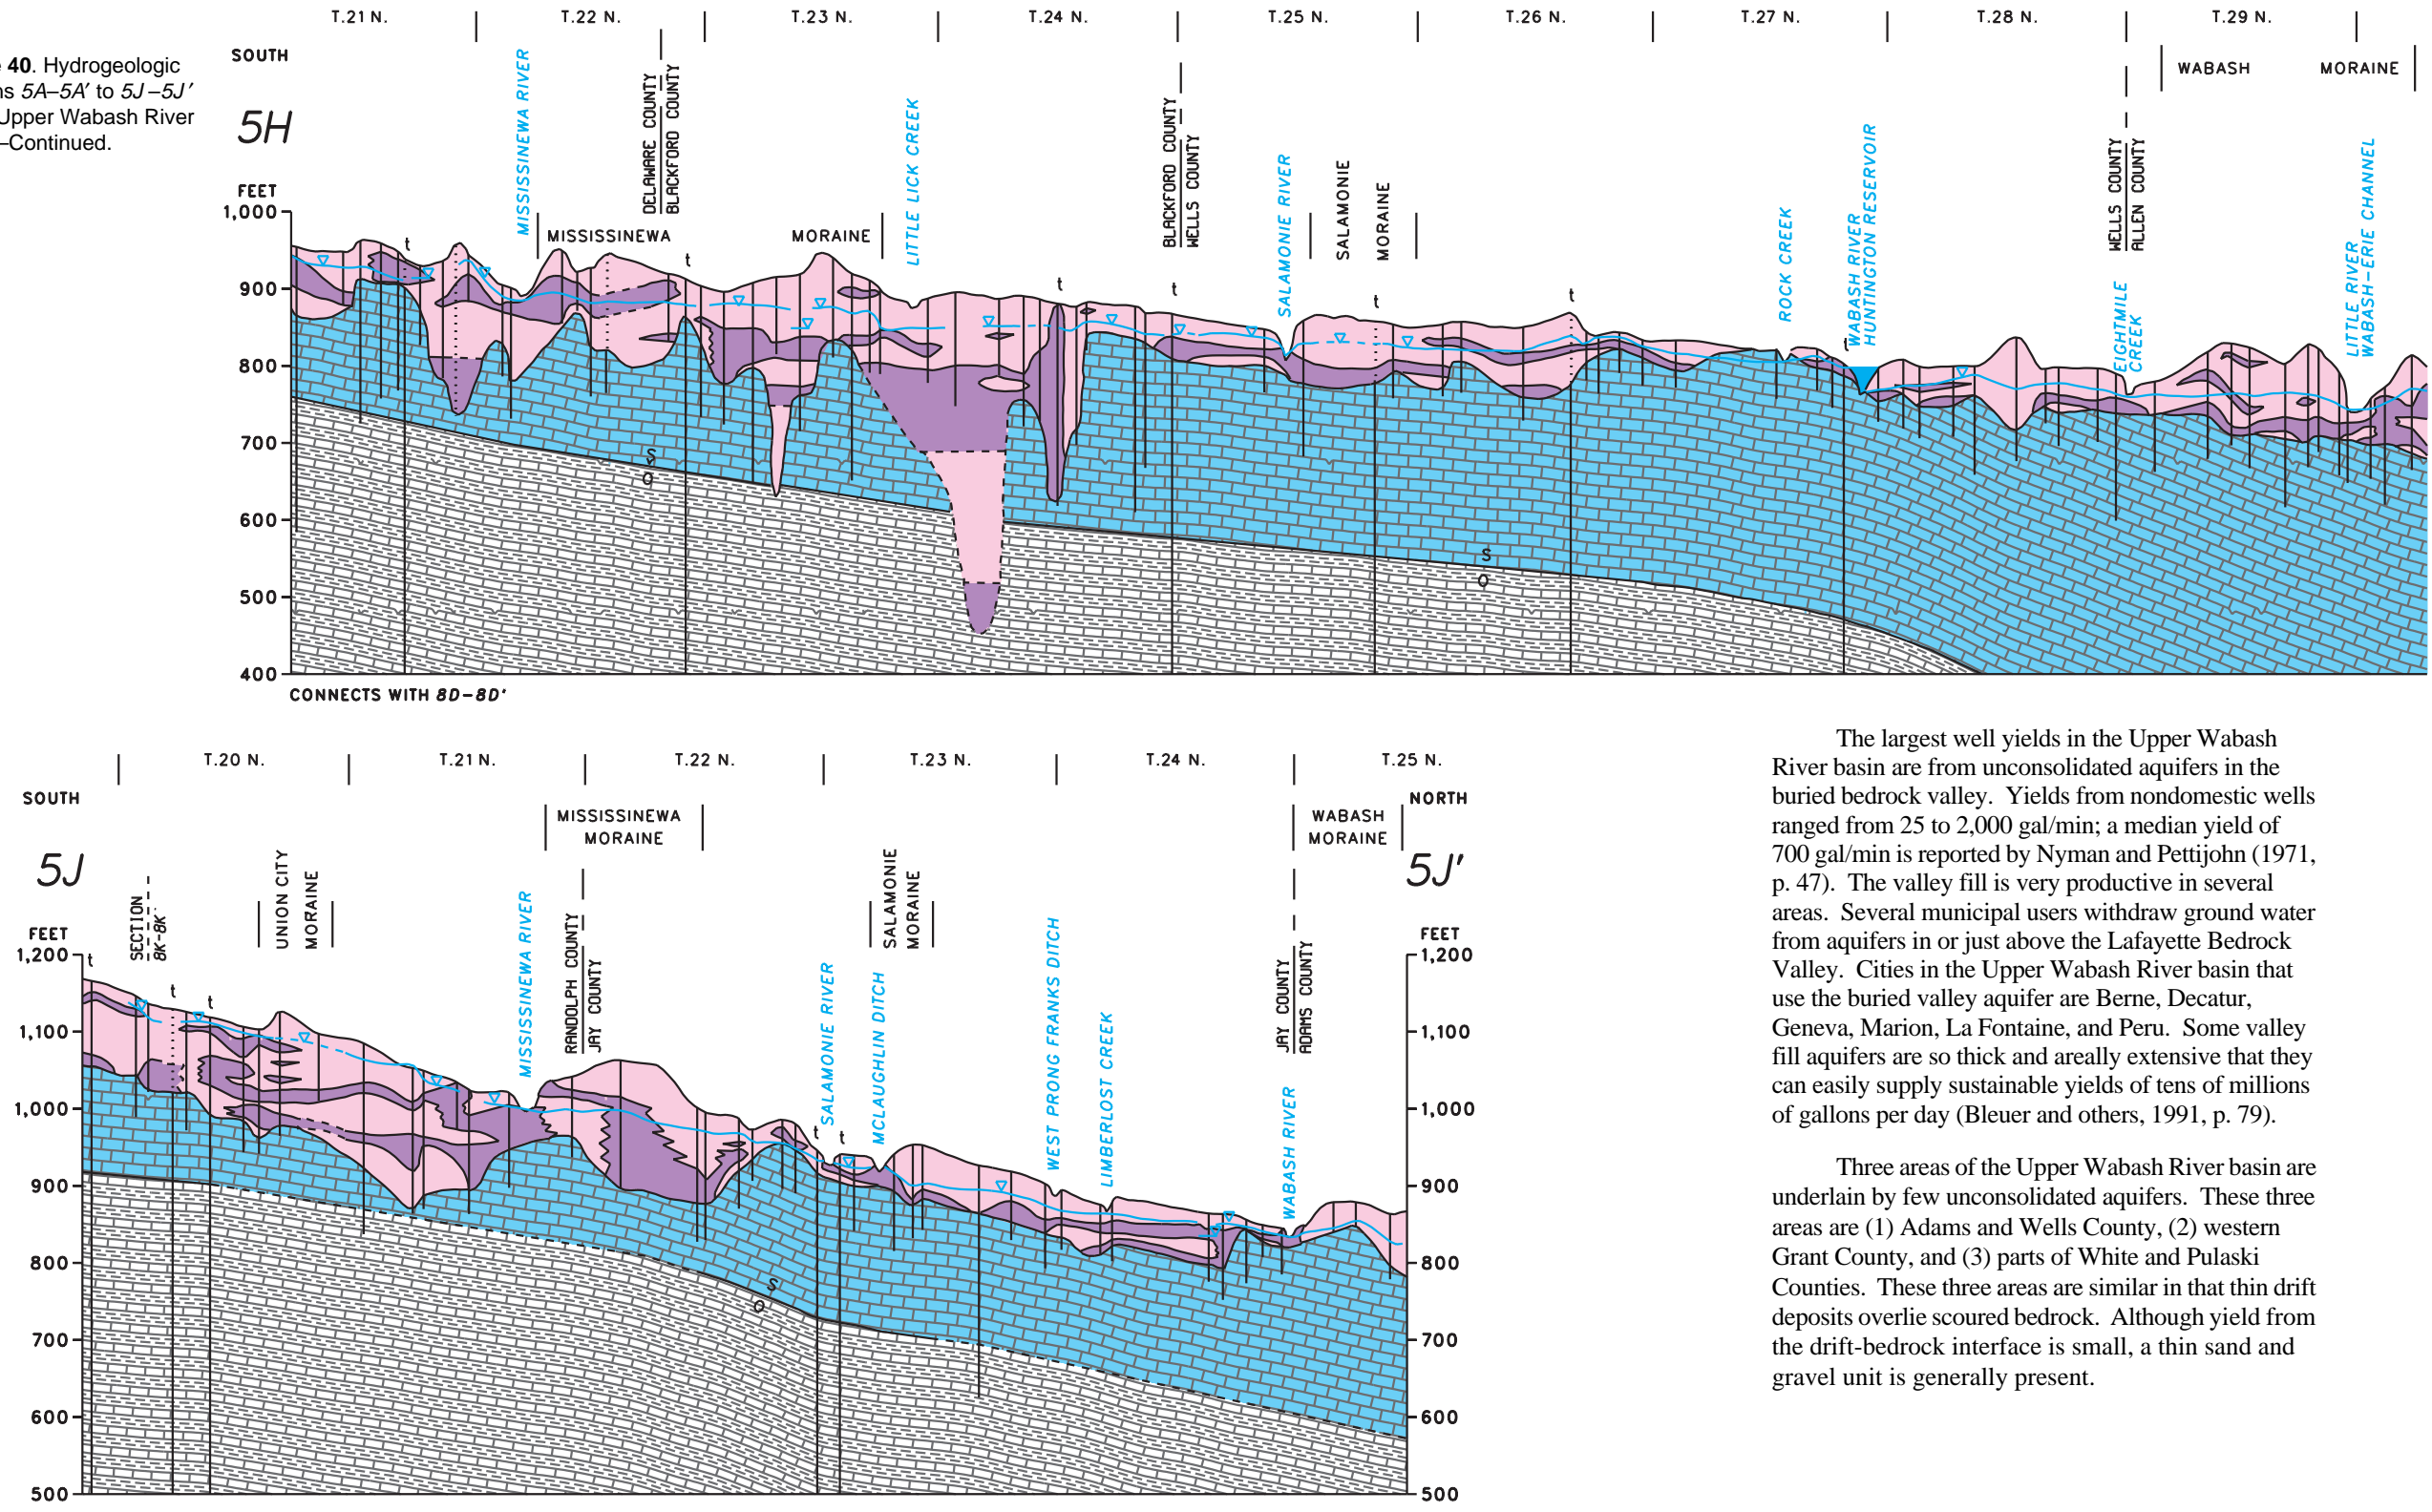 T.21 N. T.22 N. T.23 N. T.24 N. T.25 N. T.26 N. T.27 N. T.28 N. T.29 N.
40. Hydrogeologic
5A–5A′ to 5J–5J′
Upper Wabash River
—Continued.
SOUTH
5H
WABASH MORAINE
MISSISSINEWA RIVER
DELAWARE COUNTY
BLACKFORD COUNTY
LITTLE LICK CREEK
BLACKFORD COUNTY
WELLS COUNTY
SALAMONIE RIVER
SALAMONIE
MORAINE
ROCK CREEK
WABASH RIVER
HUNTINGTON RESERVOIR
WELLS COUNTY
ALLEN COUNTY
EIGHTMILE
CREEK
LITTLE RIVER
WABASH-ERIE CHANNEL
MISSISSINEWA MORAINE
FEET
1,000
900
800
700
600
500
400
t t t t t t t
S
O
S
O
CONNECTS WITH 8D–8D′
T.20 N. T.21 N. T.22 N. T.23 N. T.24 N. T.25 N.
SOUTH
NORTH
5J
5J′
MISSISSINEWA
MORAINE
WABASH
MORAINE
SECTION
8K-8K′
UNION CITY
MORAINE
MISSISSINEWA RIVER
RANDOLPH COUNTY
JAY COUNTY
SALAMONIE RIVER
MCLAUGHLIN DITCH
SALAMONIE
MORAINE
WEST PRONG FRANKS DITCH
LIMBERLOST CREEK
JAY COUNTY
ADAMS COUNTY
WABASH RIVER
FEET
1,200
1,100
1,000
900
800
700
600
500
t t t t t
S
O
FEET
1,200
1,100
1,000
900
800
700
600
500
The largest well yields in the Upper Wabash
River basin are from unconsolidated aquifers in the
buried bedrock valley. Yields from nondomestic wells
ranged from 25 to 2,000 gal/min; a median yield of
700 gal/min is reported by Nyman and Pettijohn (1971,
p. 47). The valley fill is very productive in several
areas. Several municipal users withdraw ground water
from aquifers in or just above the Lafayette Bedrock
Valley. Cities in the Upper Wabash River basin that
use the buried valley aquifer are Berne, Decatur,
Geneva, Marion, La Fontaine, and Peru. Some valley
fill aquifers are so thick and areally extensive that they
can easily supply sustainable yields of tens of millions
of gallons per day (Bleuer and others, 1991, p. 79).
Three areas of the Upper Wabash River basin are
underlain by few unconsolidated aquifers. These three
areas are (1) Adams and Wells County, (2) western
Grant County, and (3) parts of White and Pulaski
Counties. These three areas are similar in that thin drift
deposits overlie scoured bedrock. Although yield from
the drift-bedrock interface is small, a thin sand and
gravel unit is generally present.